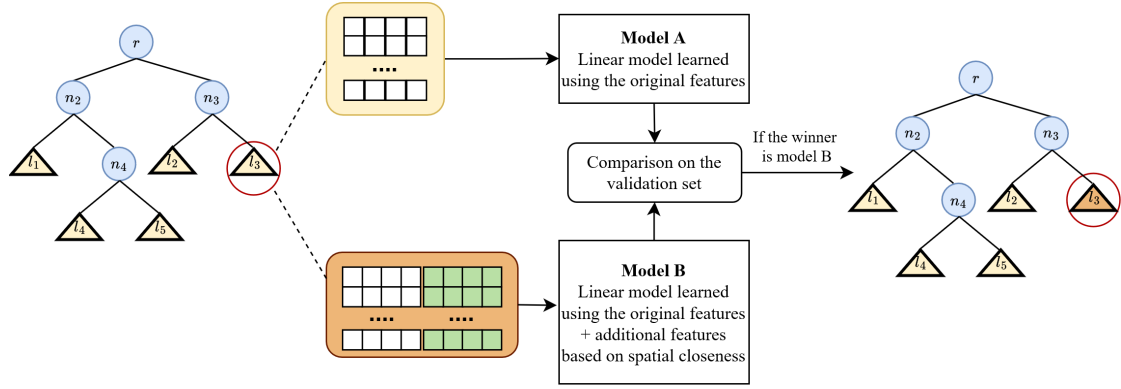 r
n2
n3
l1
n4
l2
l3
l4
l5
....
Model A
Linear model learned
using the original features
Comparison on the
validation set
If the winner
is model B
.... ....
Model B
Linear model learned
using the original features
+ additional features
based on spatial closeness
r
n2
n3
l1
n4
l2
l3
l4
l5